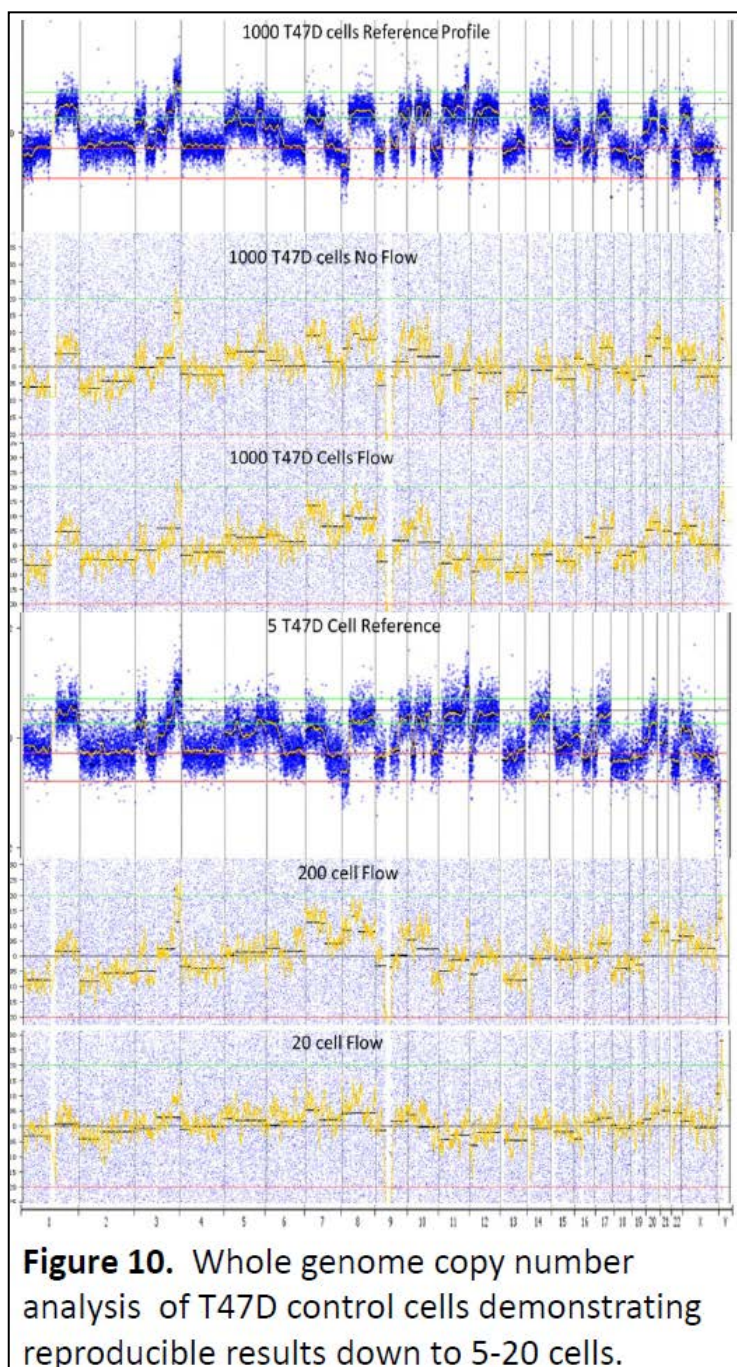 1000 T47D cells Reference Profile
0
1000 T47D cells No Flow
1000 T47D Cells Flow
5 T47D Cell Reference
200 cell Flow
20 cell Flow
1 2 3 4 5 6 7 8 9 10 11 12 13 14 15 16 17 18 19 20 21 22 X Y
Figure 10. Whole genome copy number
analysis of T47D control cells demonstrating
reproducible results down to 5-20 cells.